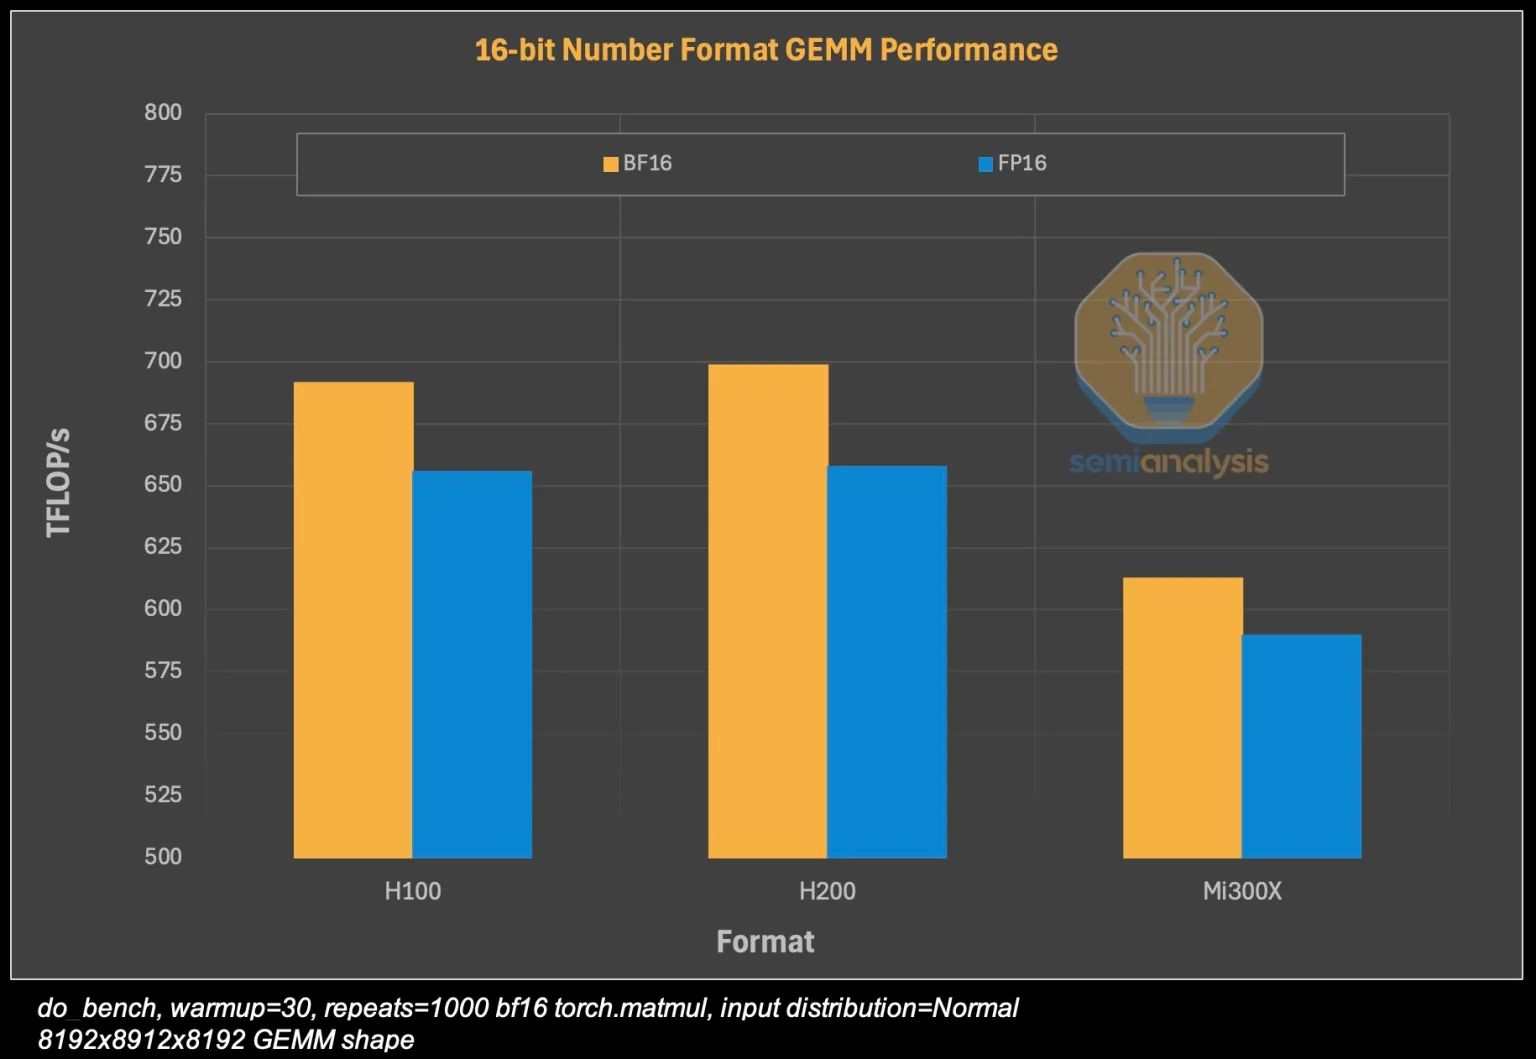 16-bit Number Format GEMM Performance
800
BF16 FP16
775
750
725
700
675
650
625
600
575
550
525
500
TFLOP/s
semianalysis
H100 H200 Mi300X
Format
do_bench, warmup=30, repeats=1000 bf16 torch.matmul, input distribution=Normal
8192x8912x8192 GEMM shape